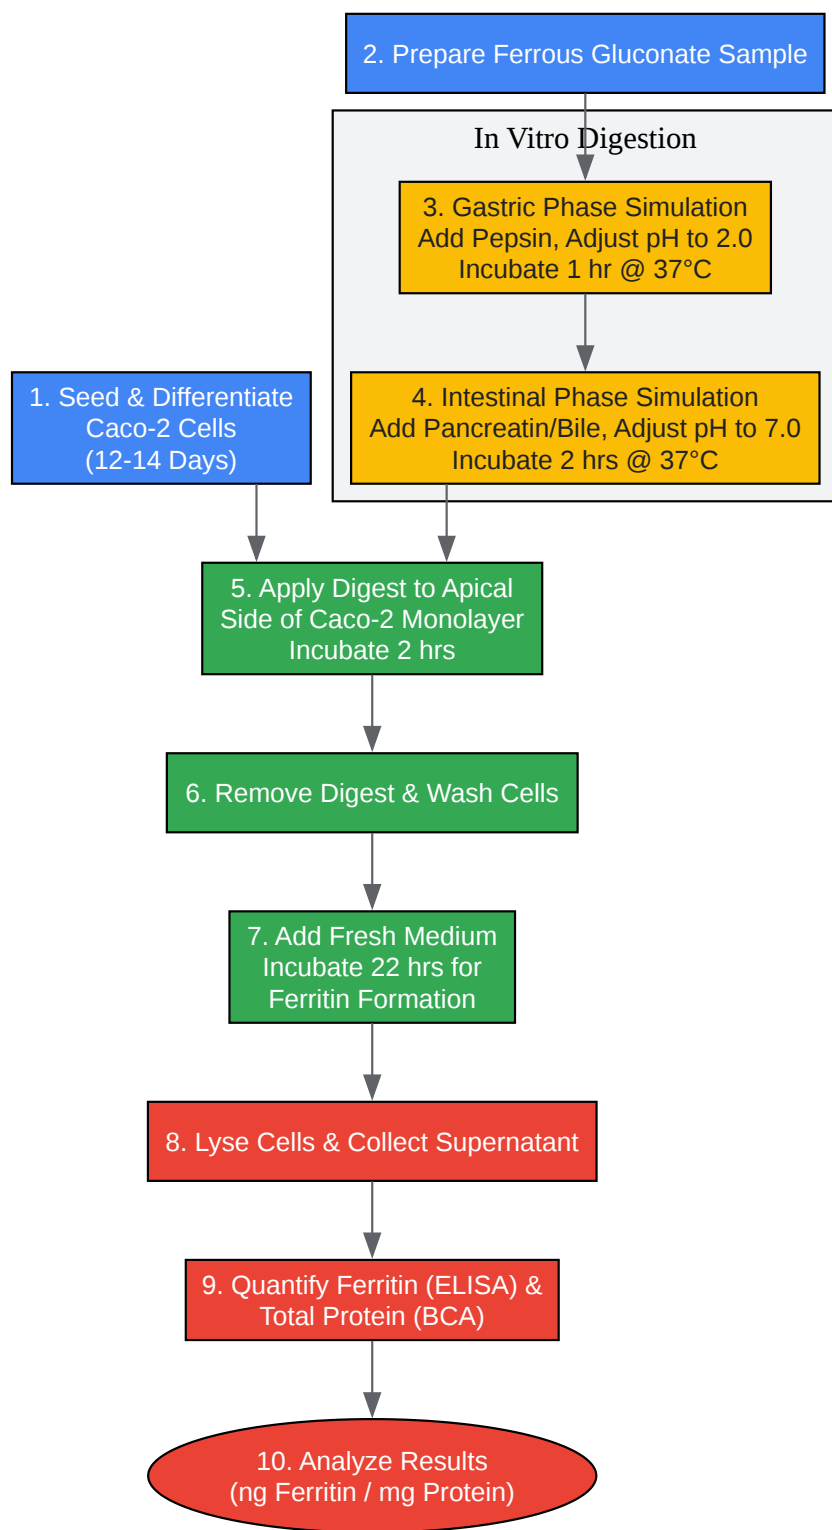 2. Prepare Ferrous Gluconate Sample
In Vitro Digestion
3. Gastric Phase Simulation
Add Pepsin, Adjust pH to 2.0
Incubate 1 hr @ 37°C
1. Seed & Differentiate
Caco-2 Cells
(12-14 Days)
4. Intestinal Phase Simulation
Add Pancreatin/Bile, Adjust pH to 7.0
Incubate 2 hrs @ 37°C
5. Apply Digest to Apical
Side of Caco-2 Monolayer
Incubate 2 hrs
6. Remove Digest & Wash Cells
7. Add Fresh Medium
Incubate 22 hrs for
Ferritin Formation
8. Lyse Cells & Collect Supernatant
9. Quantify Ferritin (ELISA) &
Total Protein (BCA)
10. Analyze Results
(ng Ferritin / mg Protein)